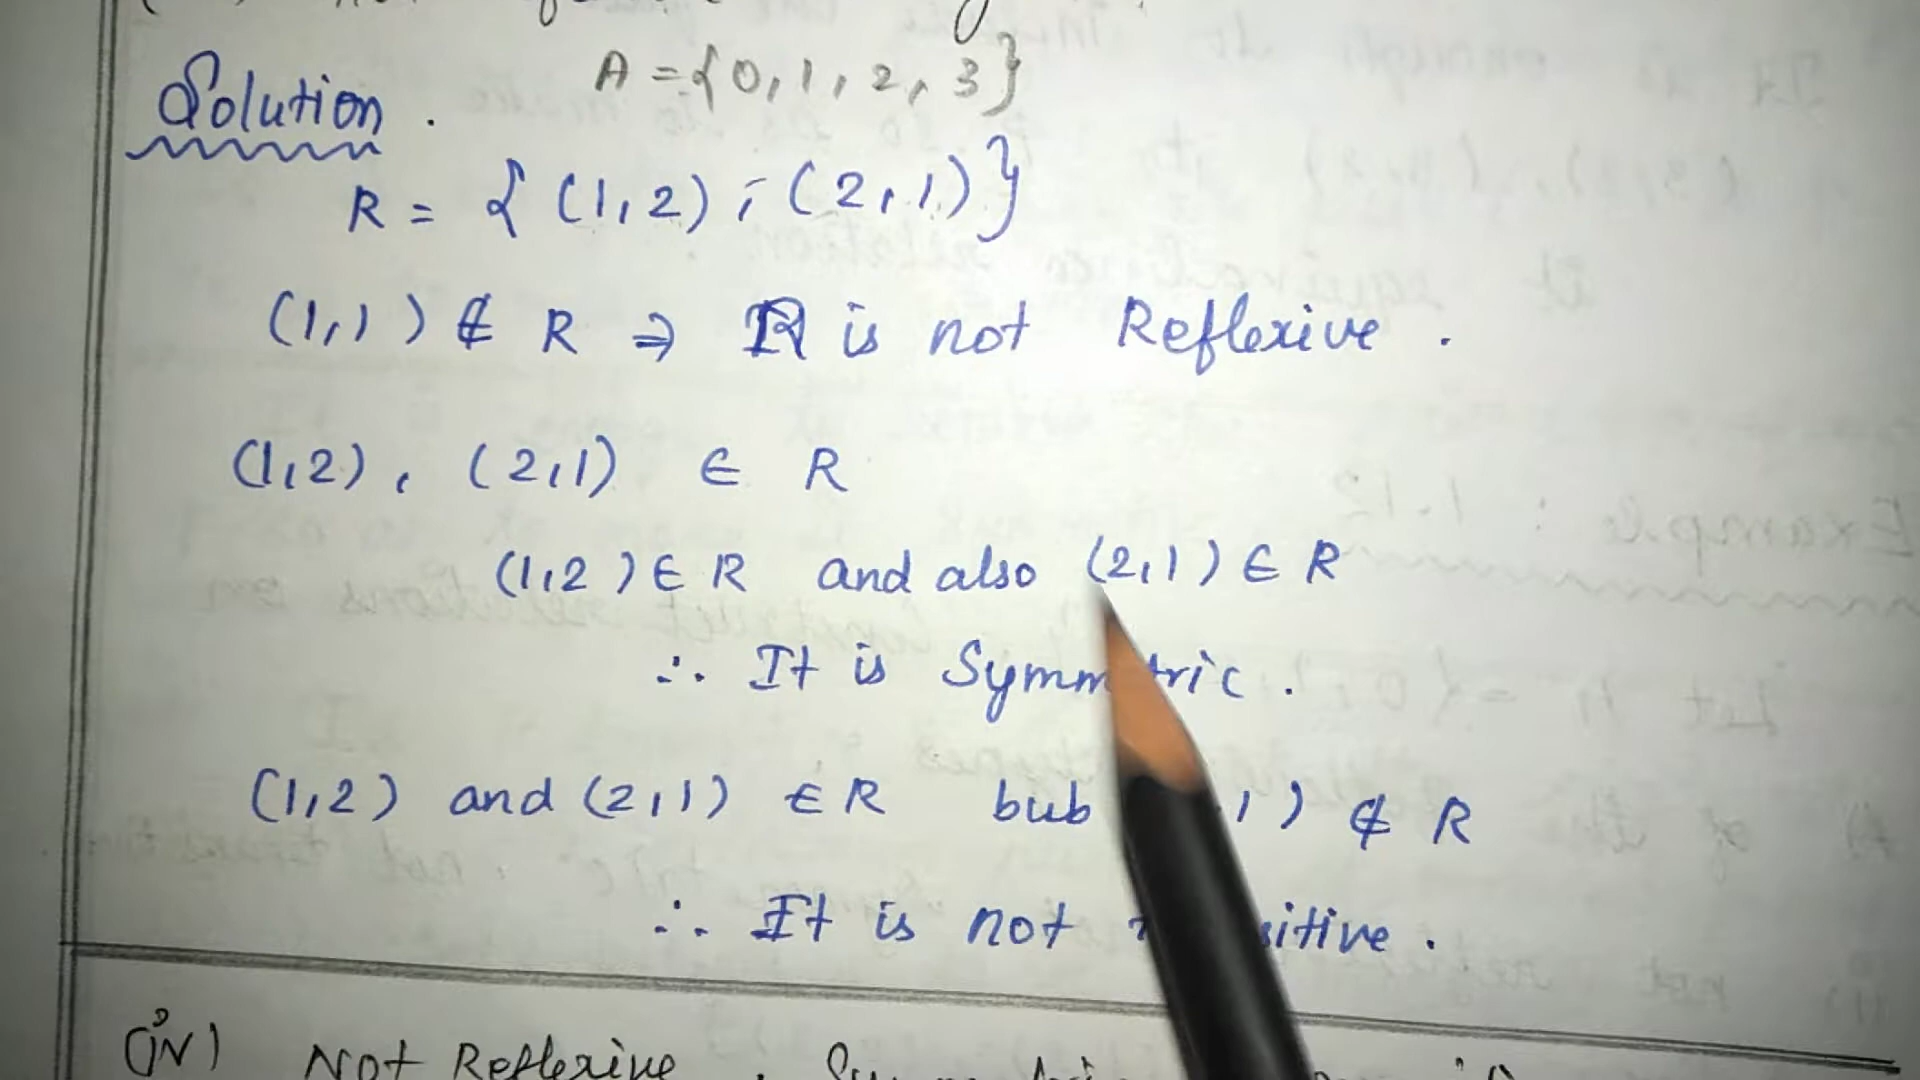 A = {0, 1, 2, 3}
Solution .
R = { (1,2) , (2,1) }
(1,1) ∉ R ⇒ R is not Reflexive .
(1,2) , (2,1) ∈ R
(1,2) ∈ R and also (2,1) ∈ R
∴ It is Symm tric .
(1,2) and (2,1) ∈ R but 1) ∉ R
∴ It is not sitive .
(iv) Not Reflexive ,